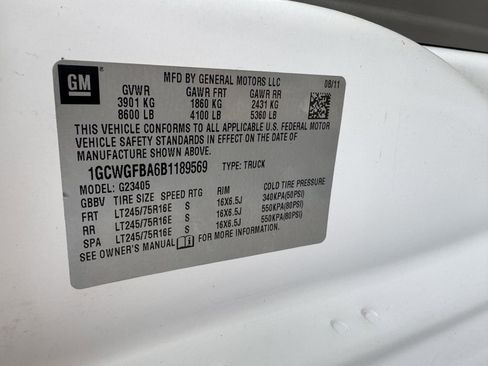 GM
MFD BY GENERAL MOTORS LLC 08/11
GVWR GAWR FRT GAWR RR
3901 KG 1860 KG 2431 KG
8600 LB 4100 LB 5360 LB
THIS VEHICLE CONFORMS TO ALL APPLICABLE U.S. FEDERAL MOTOR
VEHICLE SAFETY STANDARDS IN EFFECT ON THE DATE OF
MANUFACTURE SHOWN ABOVE.
1GCWGFBA6B1189569 TYPE: TRUCK
MODEL: G23405
GBBV TIRE SIZE SPEED RTG RIM COLD TIRE PRESSURE
FRT LT245/75R16E S 16X6.5J 340KPA(50PSI)
RR LT245/75R16E S 16X6.5J 550KPA(80PSI)
SPA LT245/75R16E S 16X6.5J 550KPA(80PSI)
SEE OWNER'S MANUAL FOR MORE INFORMATION.